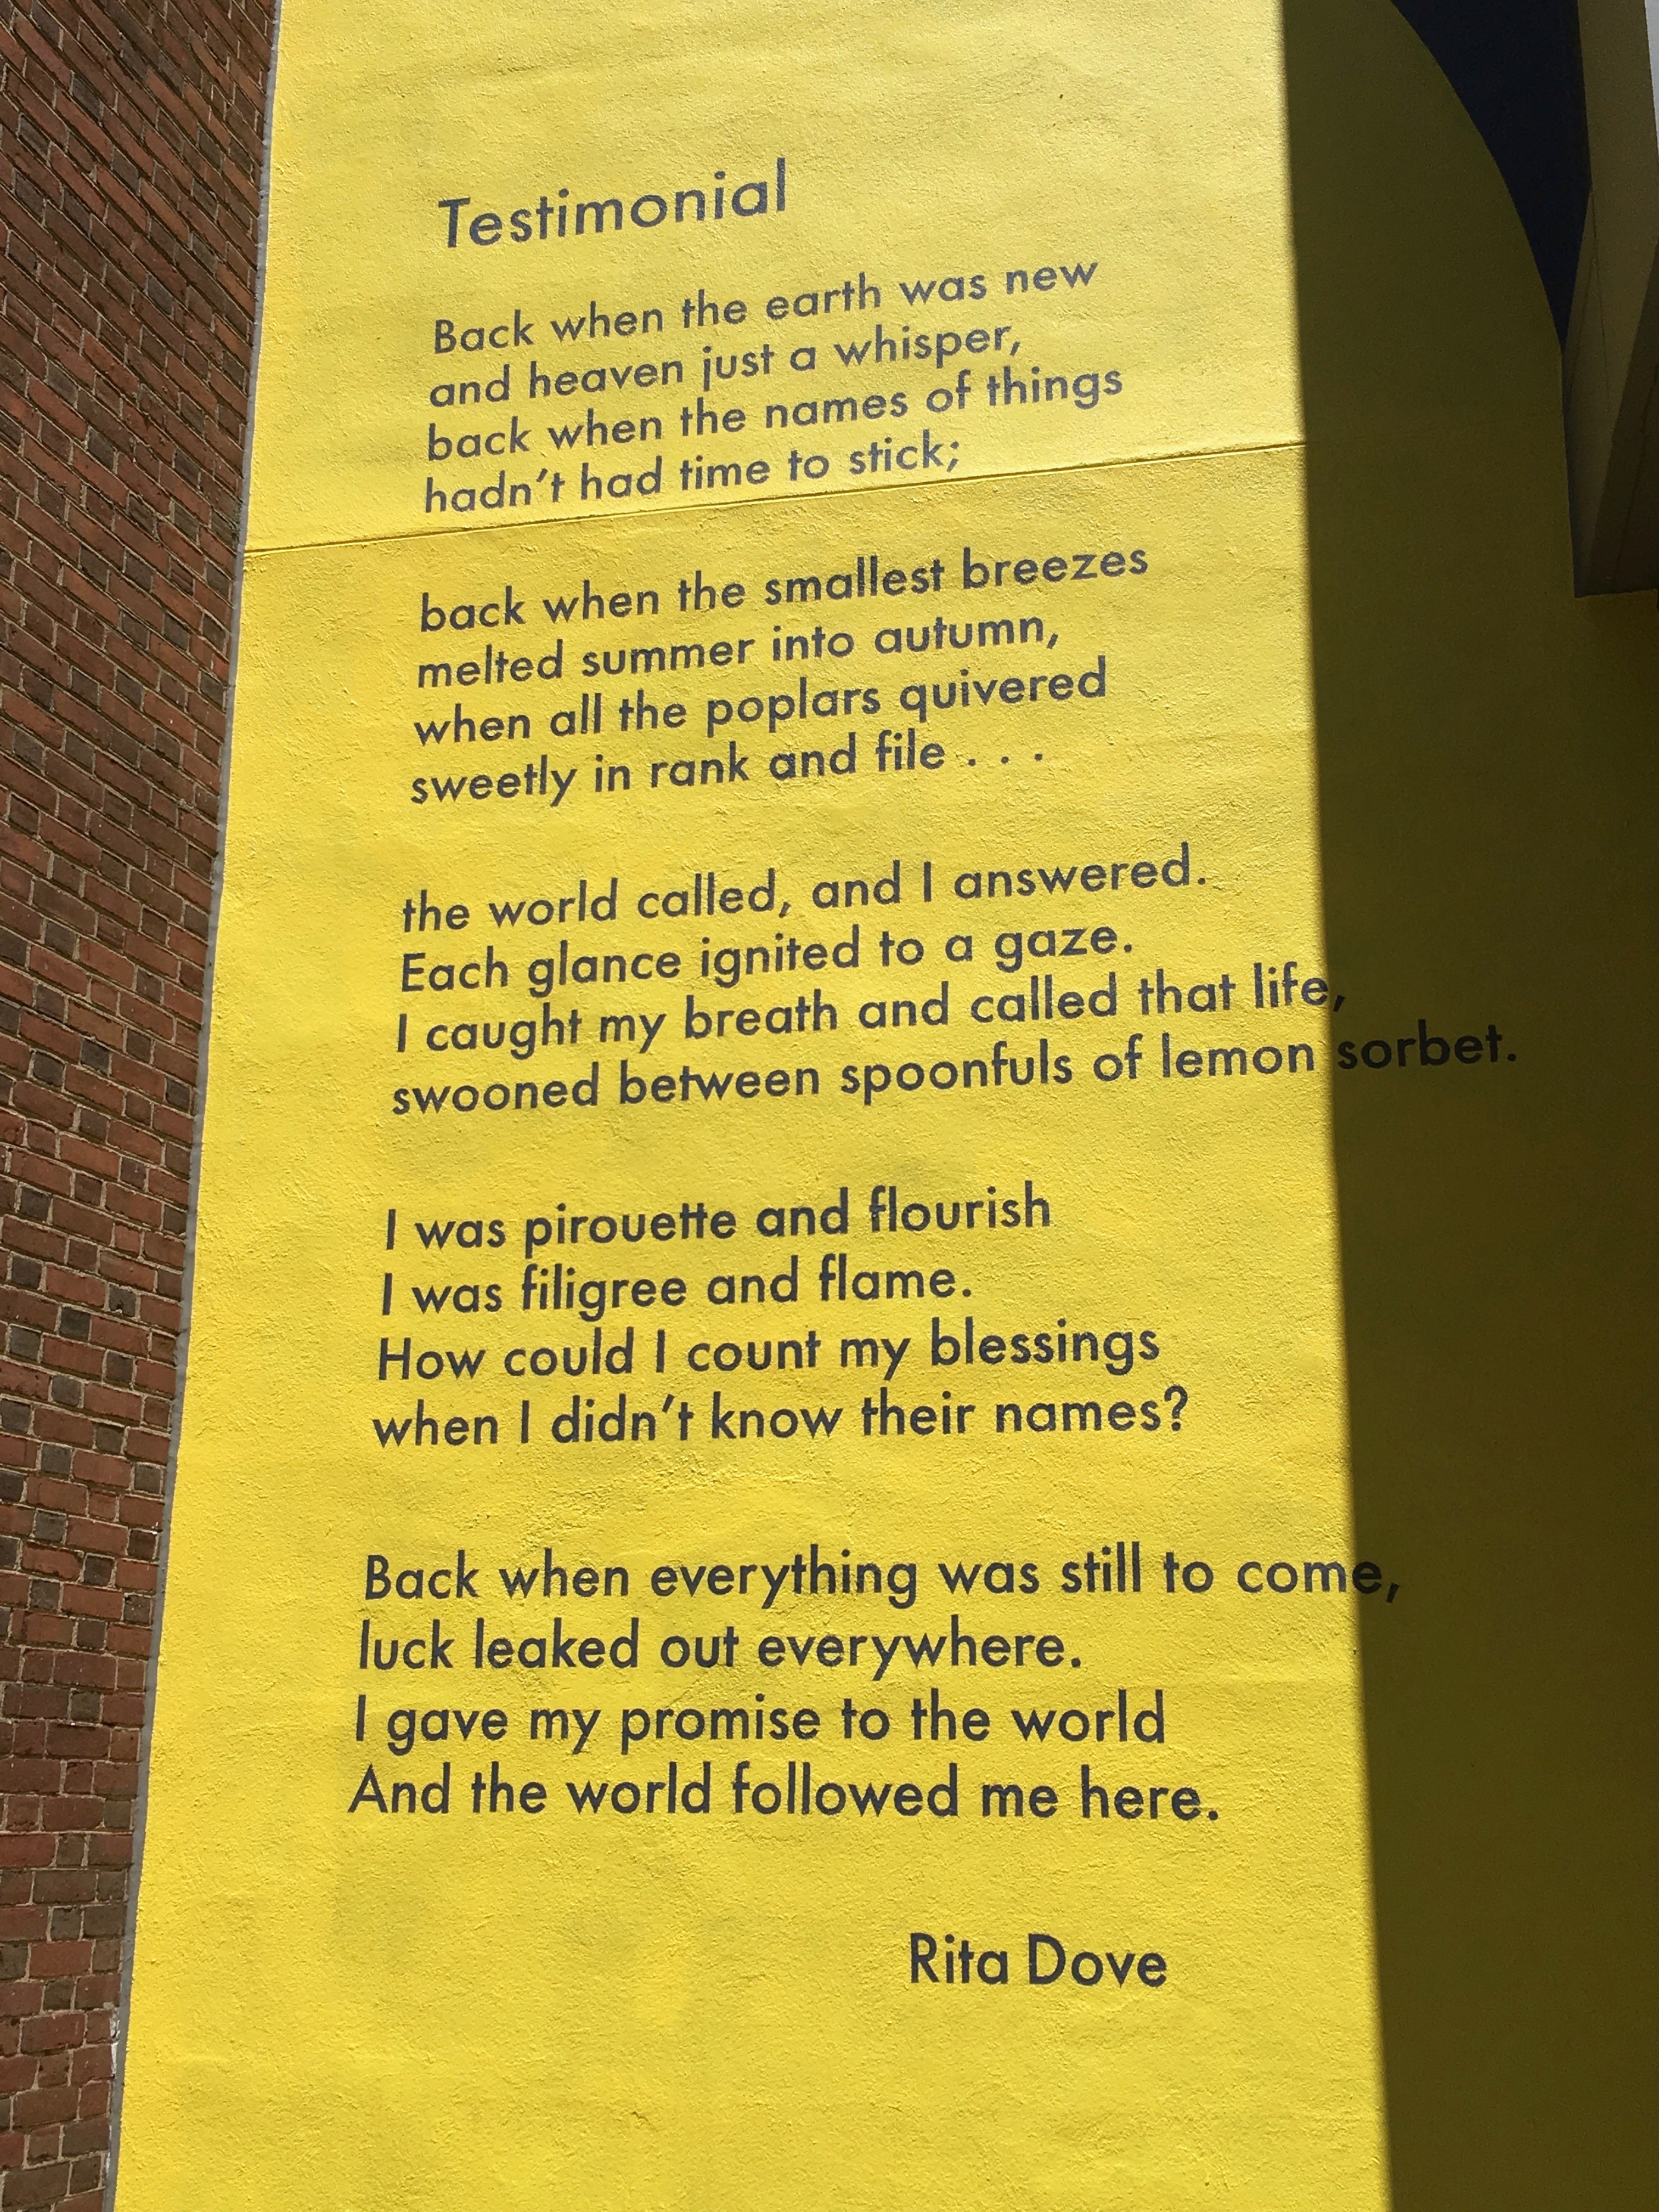 Testimonial
Back when the earth was new
and heaven just a whisper,
back when the names of things
hadn't had time to stick;
back when the smallest breezes
melted summer into autumn,
when all the poplars quivered
sweetly in rank and file . . .
the world called, and I answered.
Each glance ignited to a gaze.
I caught my breath and called that life,
swooned between spoonfuls of lemon sorbet.
I was pirouette and flourish
I was filigree and flame.
How could I count my blessings
when I didn't know their names?
Back when everything was still to come,
luck leaked out everywhere.
I gave my promise to the world
And the world followed me here.
Rita Dove